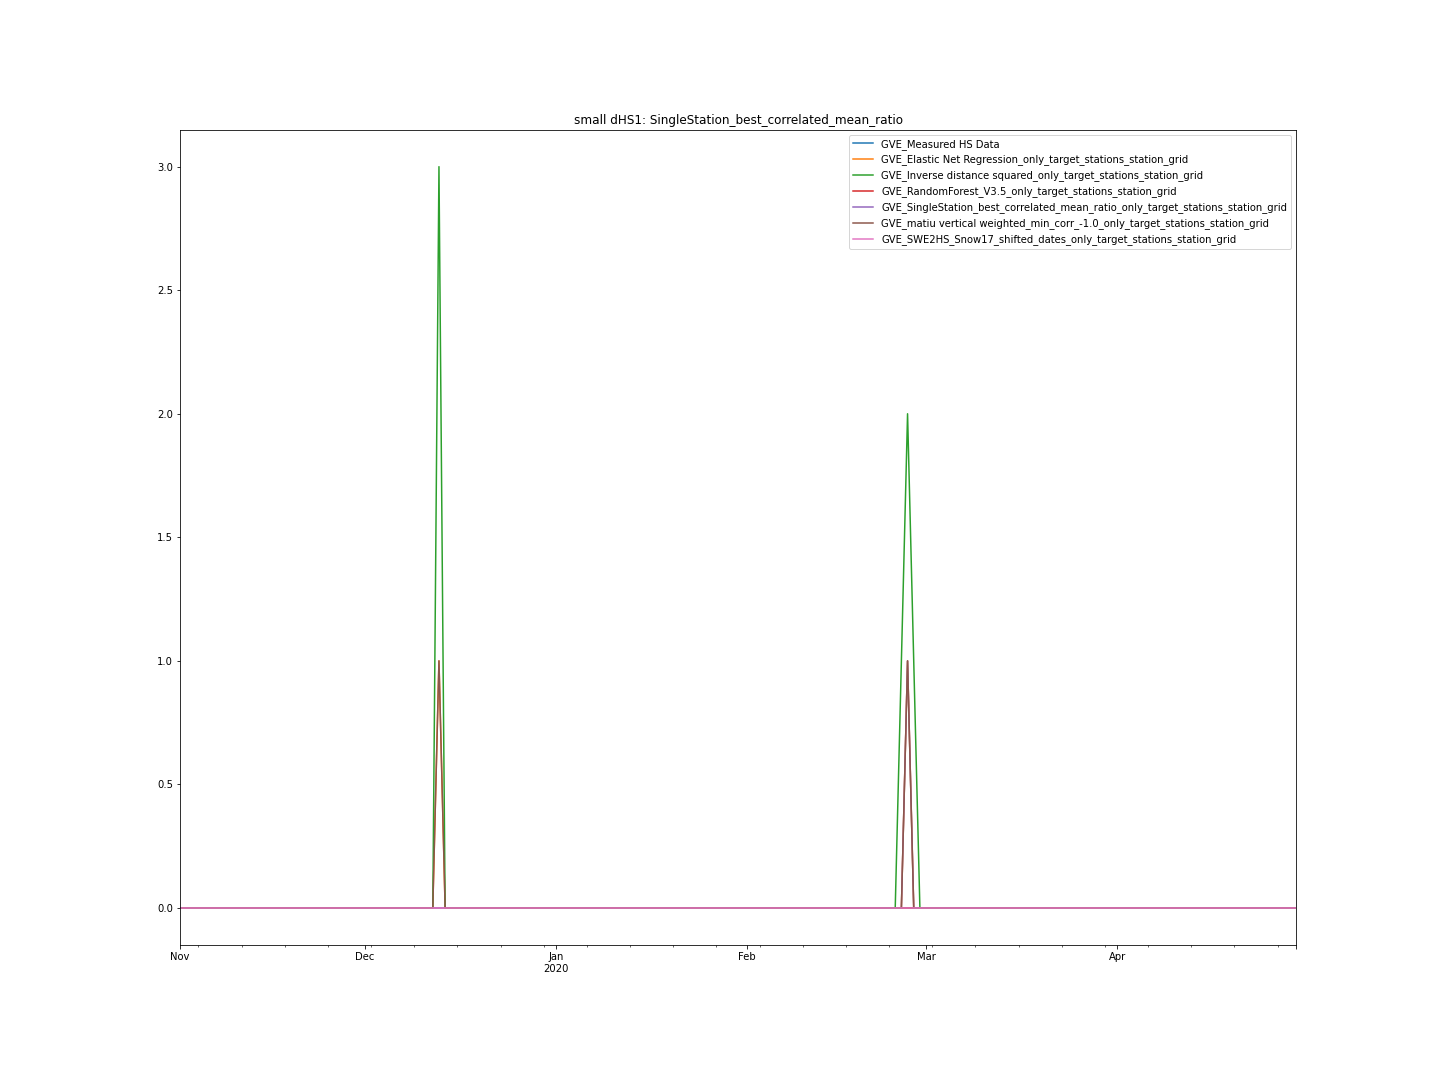 small dHS1: SingleStation_best_correlated_mean_ratio
GVE_Measured HS Data
GVE_Elastic Net Regression_only_target_stations_station_grid
GVE_Inverse distance squared_only_target_stations_station_grid
GVE_RandomForest_V3.5_only_target_stations_station_grid
GVE_SingleStation_best_correlated_mean_ratio_only_target_stations_station_grid
GVE_matiu vertical weighted_min_corr_-1.0_only_target_stations_station_grid
GVE_SWE2HS_Snow17_shifted_dates_only_target_stations_station_grid
3.0
2.5
2.0
1.5
1.0
0.5
0.0
Nov Dec Jan Feb Mar Apr
2020